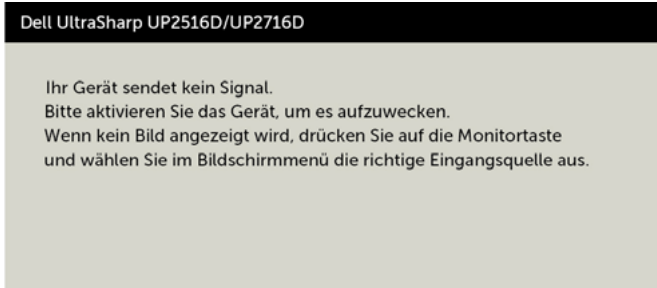 Dell UltraSharp UP2516D/UP2716D
Ihr Gerät sendet kein Signal.
Bitte aktivieren Sie das Gerät, um es aufzuwecken.
Wenn kein Bild angezeigt wird, drücken Sie auf die Monitortaste
und wählen Sie im Bildschirmmenü die richtige Eingangsquelle aus.